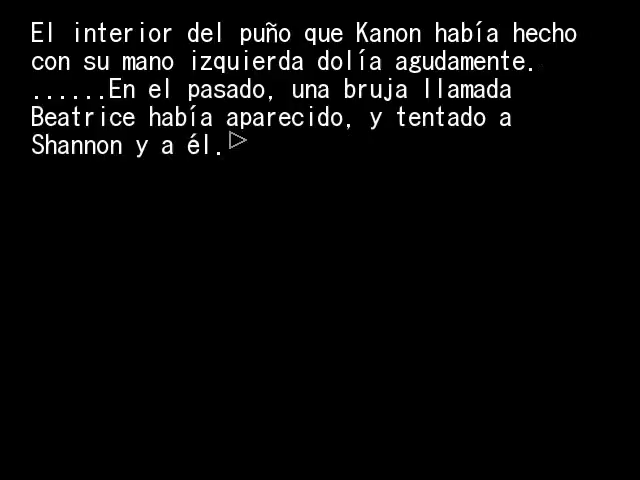 El interior del puño que Kanon había hecho
con su mano izquierda dolía agudamente.
......En el pasado, una bruja llamada
Beatrice había aparecido, y tentado a
Shannon y a él.